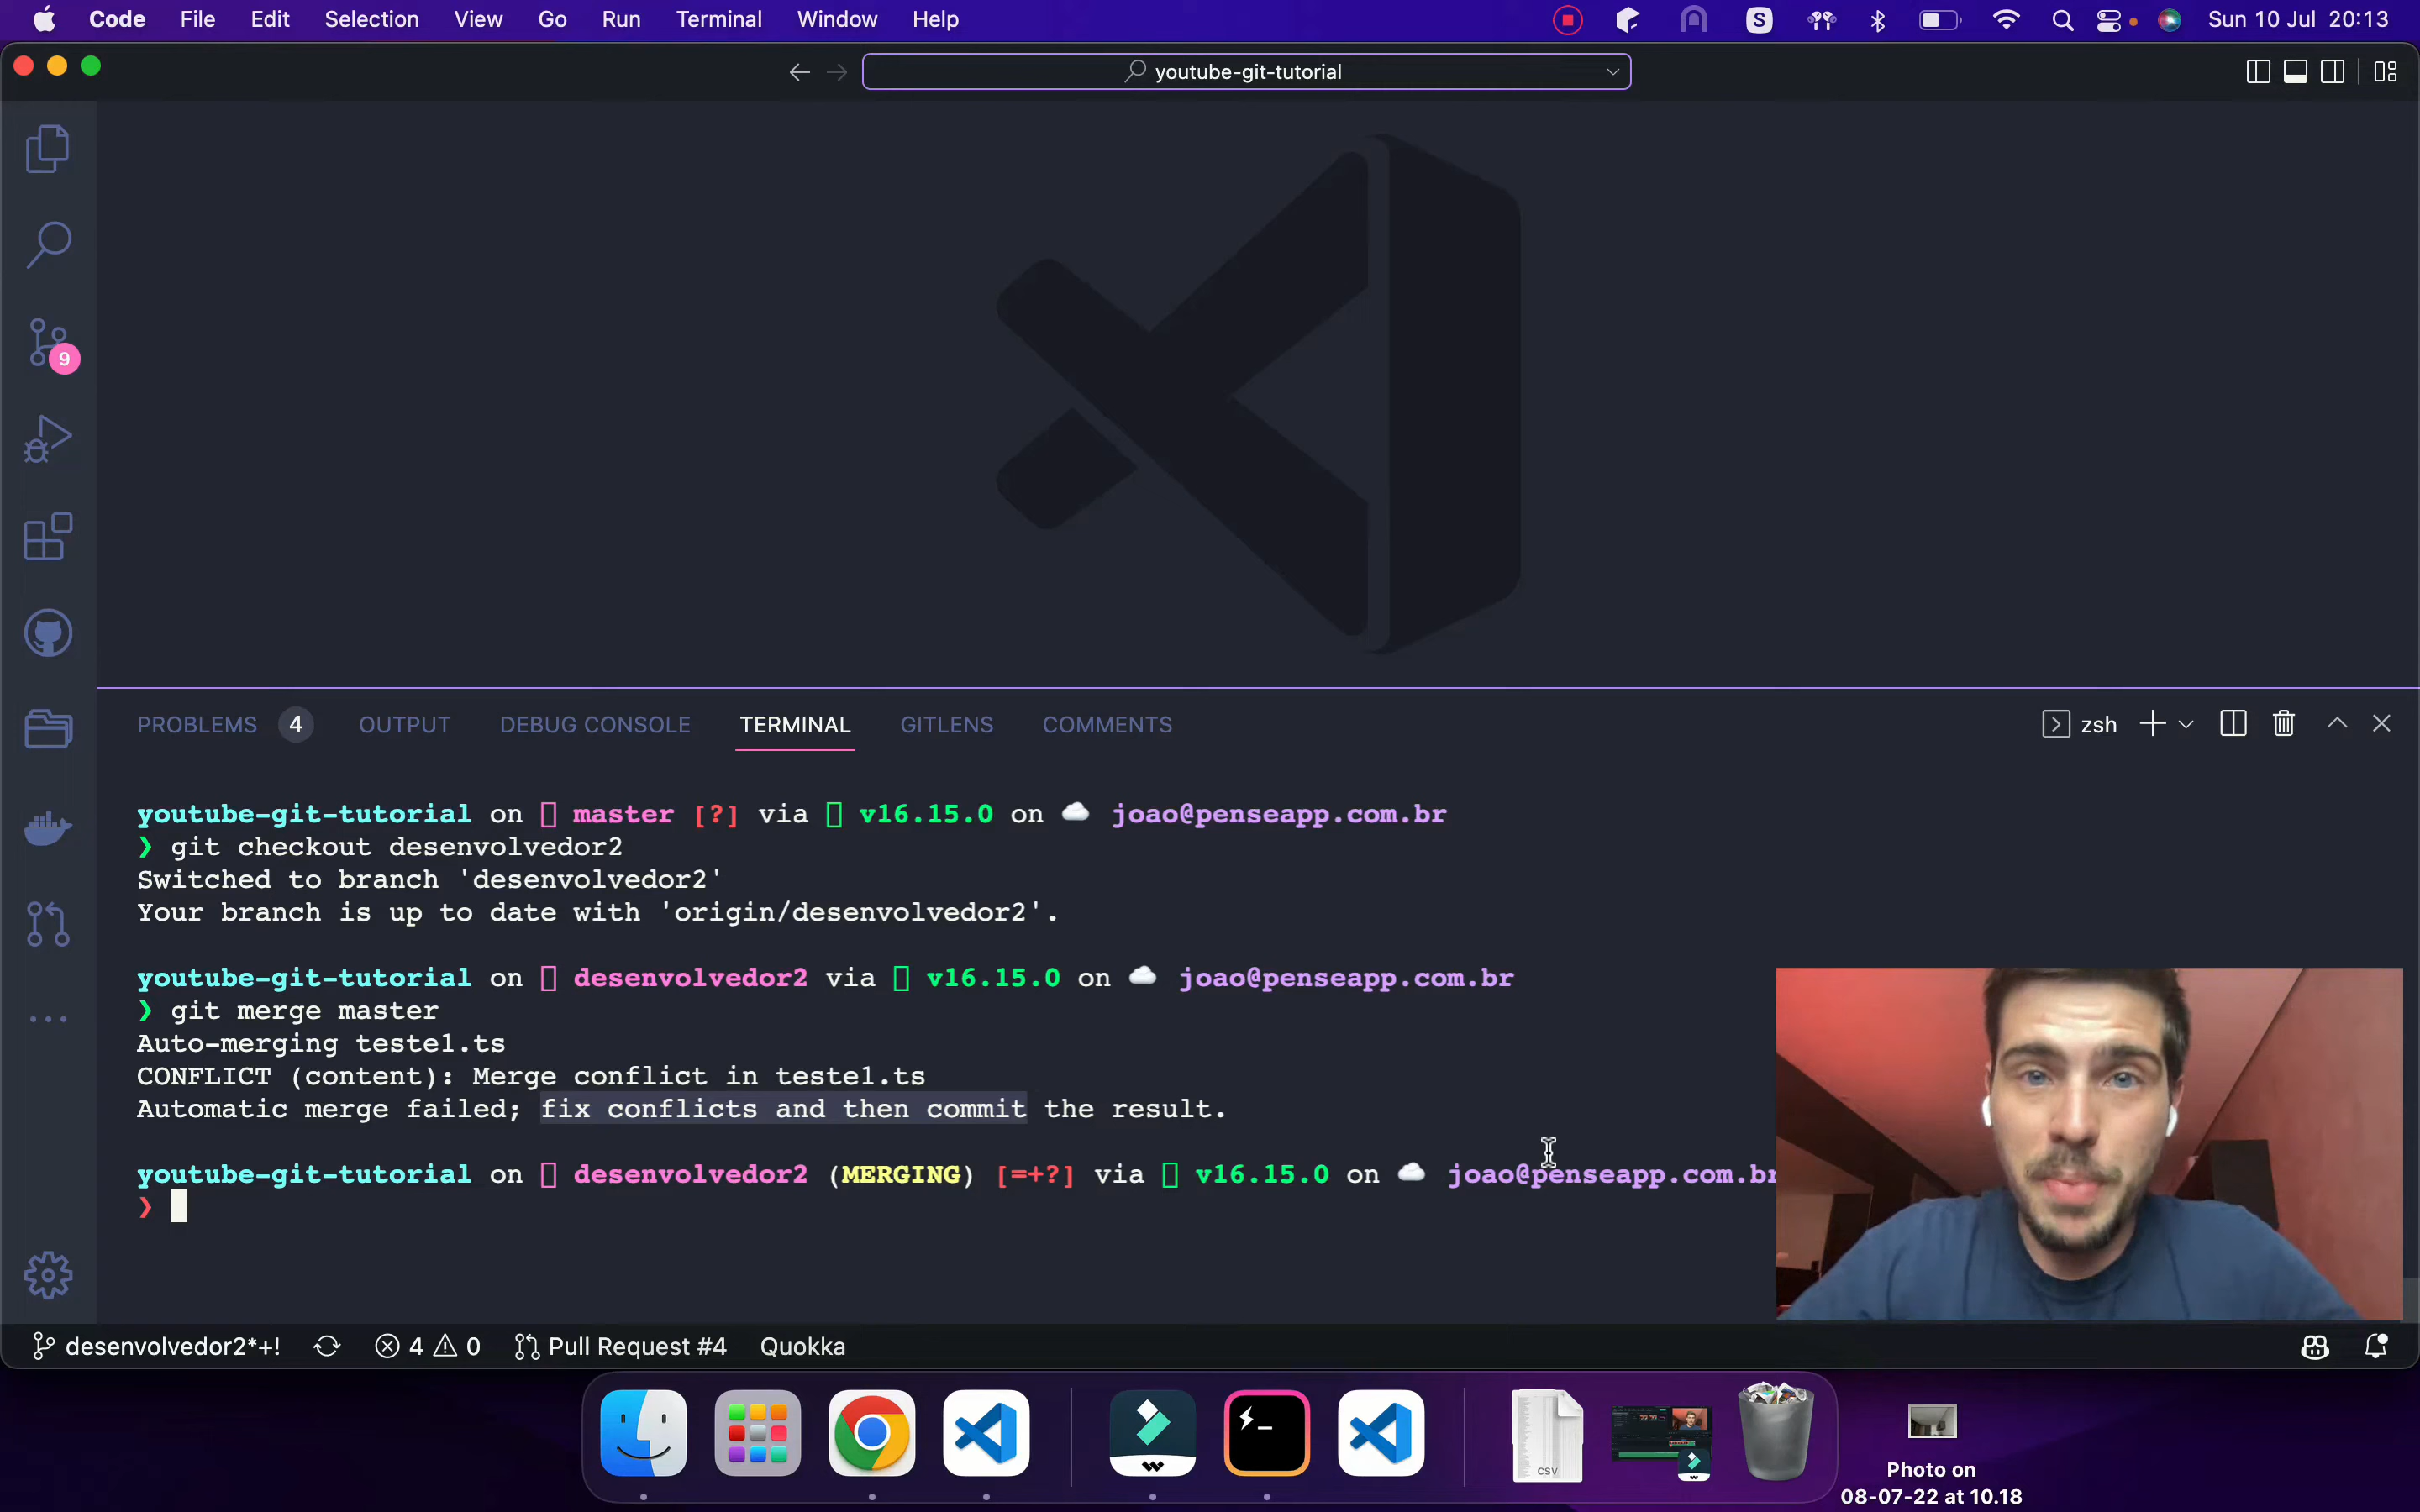 Code File Edit Selection View Go Run Terminal Window Help S Sun 10 Jul 20:13
youtube-git-tutorial
9
PROBLEMS 4 OUTPUT DEBUG CONSOLE TERMINAL GITLENS COMMENTS zsh
youtube-git-tutorial on master [?] via v16.15.0 on joao@penseapp.com.br
❯ git checkout desenvolvedor2
Switched to branch 'desenvolvedor2'
Your branch is up to date with 'origin/desenvolvedor2'.
youtube-git-tutorial on desenvolvedor2 via v16.15.0 on joao@penseapp.com.br
❯ git merge master
Auto-merging teste1.ts
CONFLICT (content): Merge conflict in teste1.ts
Automatic merge failed; fix conflicts and then commit the result.
youtube-git-tutorial on desenvolvedor2 (MERGING) [=+?] via v16.15.0 on joao@penseapp.com.br
❯
desenvolvedor2*+! 4 0 Pull Request #4 Quokka
CSV
Photo on
08-07-22 at 10.18